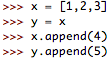 >>> x = [1,2,3]
>>> y = x
>>> x.append(4)
>>> y.append(5)